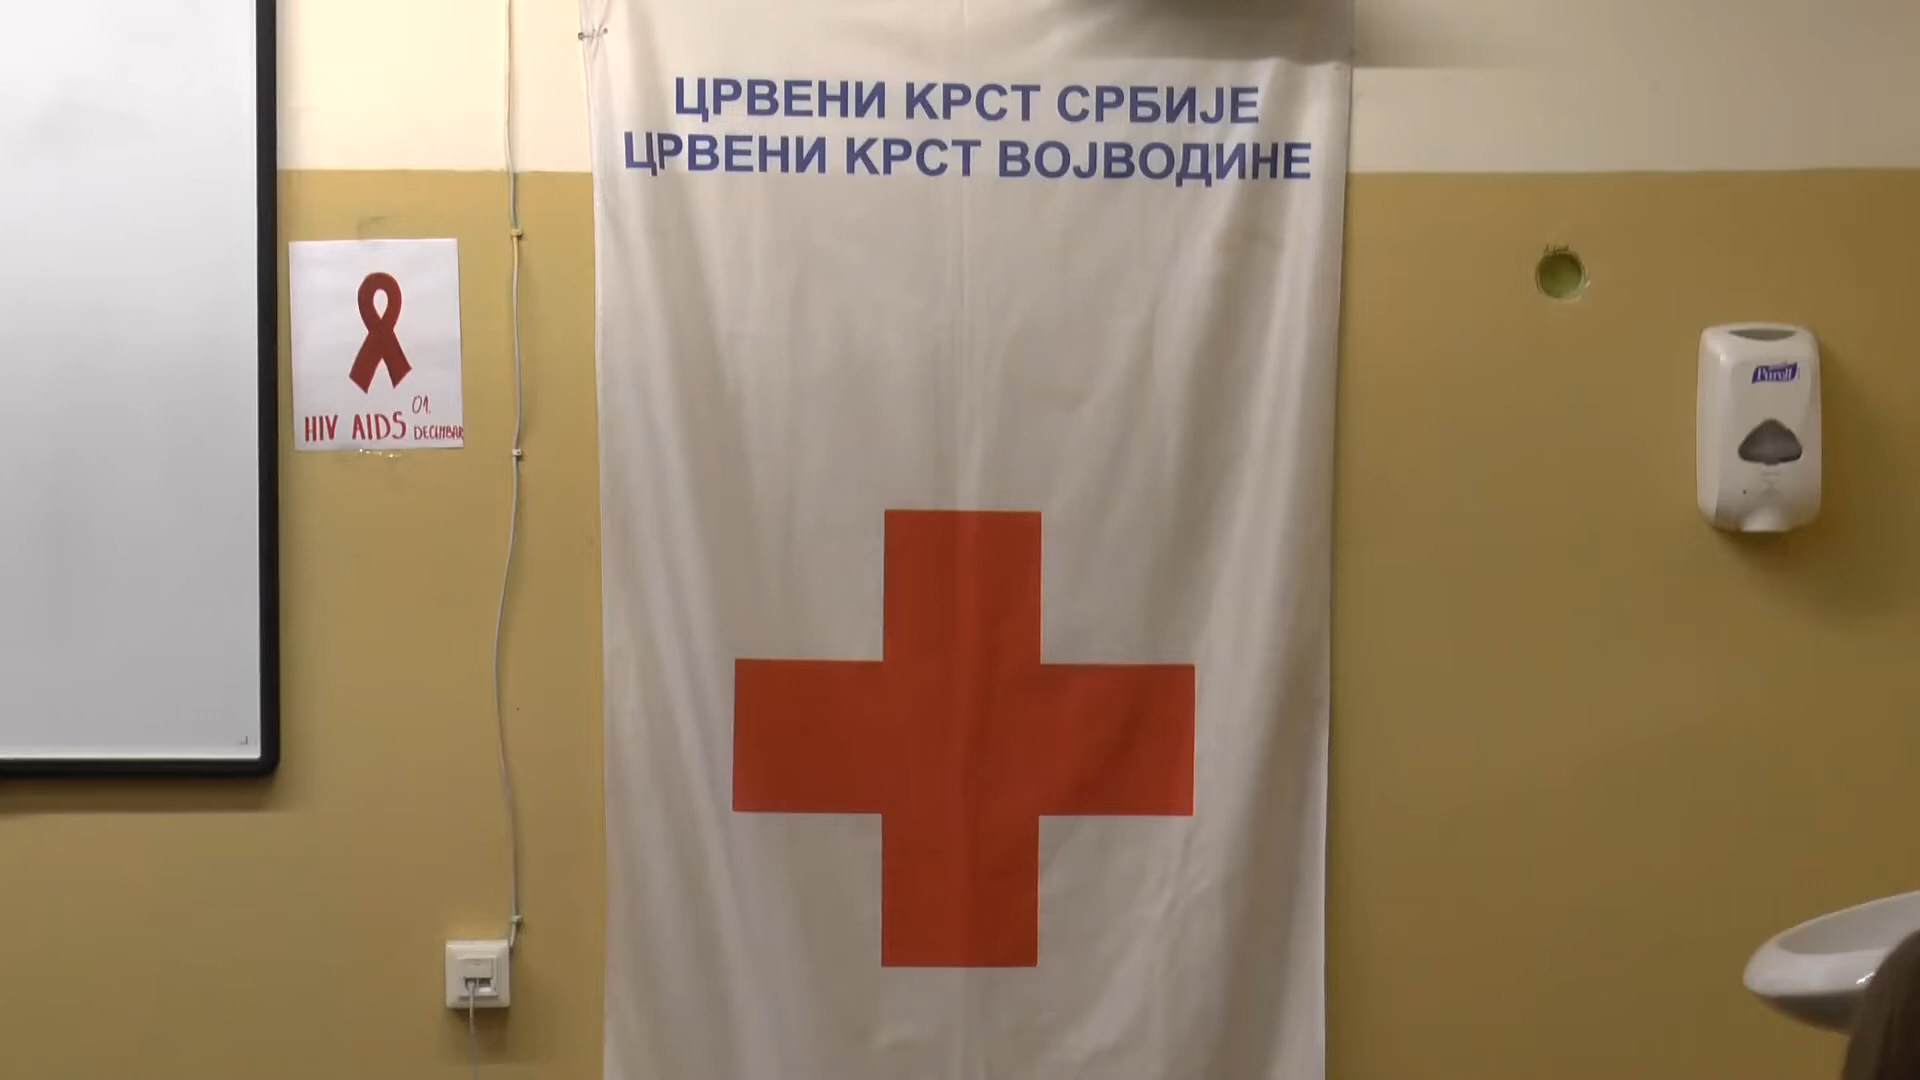 ЦРВЕНИ КРСТ СРБИЈЕ
ЦРВЕНИ КРСТ ВОЈВОДИНЕ
01.
HIV AIDS DECEMBAR
Purell